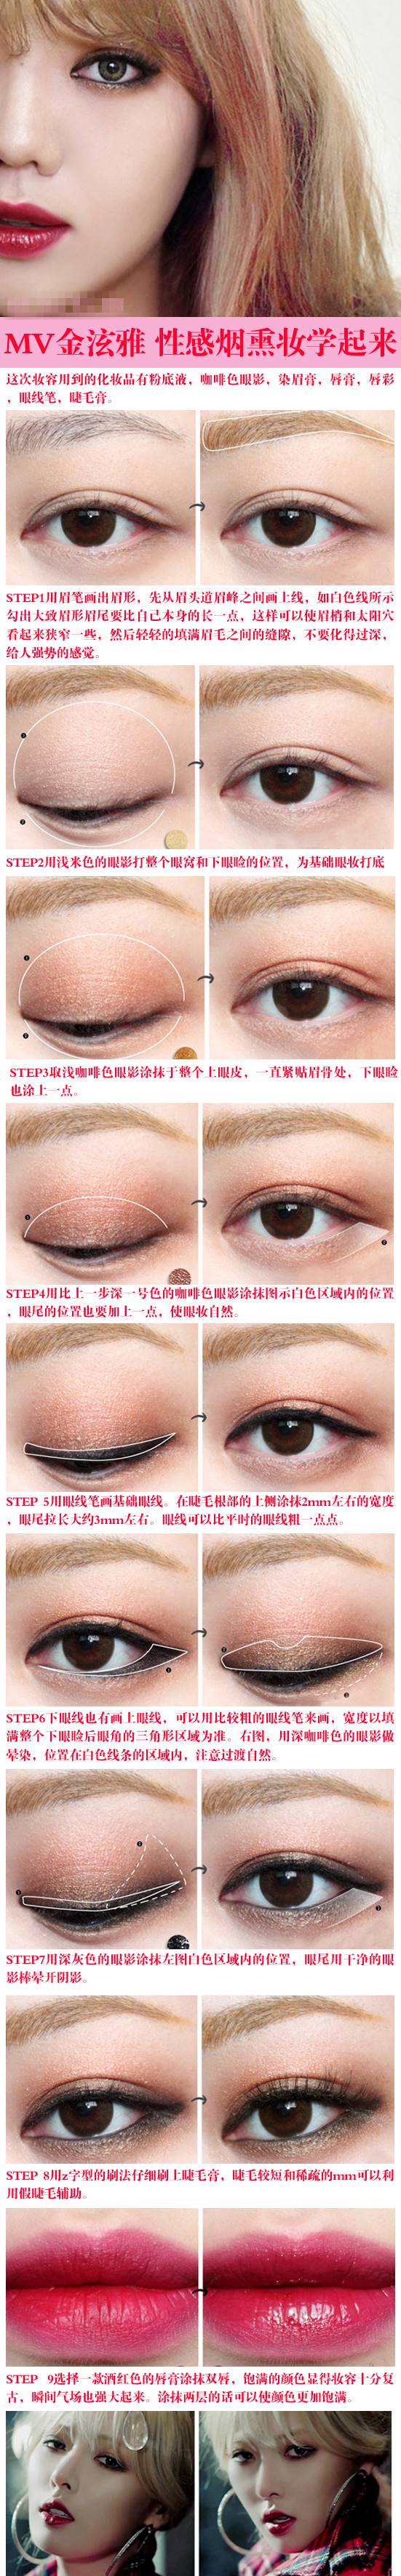 MV金泫雅 性感烟熏妆学起来
这次妆容用到的化妆品有粉底液，咖啡色眼影，染眉膏，唇膏，唇彩
，眼线笔，睫毛膏。
STEP1用眉笔画出眉形，先从眉头道眉峰之间画上线，如白色线所示
勾出大致眉形眉尾要比自己本身的长一点，这样可以使眉梢和太阳穴
看起来狭窄一些，然后轻轻的填满眉毛之间的缝隙，不要化得过深，
给人强势的感觉。
STEP2用浅米色的眼影打整个眼窝和下眼睑的位置，为基础眼妆打底
STEP3取浅咖啡色眼影涂抹于整个上眼皮，一直紧贴眉骨处，下眼睑
也涂上一点。
STEP4用比上一步深一号色的咖啡色眼影涂抹图示白色区域内的位置
，眼尾的位置也要加上一点，使眼妆自然。
STEP 5用眼线笔画基础眼线。在睫毛根部的上侧涂抹2mm左右的宽度
，眼尾拉长大约3mm左右。眼线可以比平时的眼线粗一点点。
STEP6下眼线也有画上眼线，可以用比较粗的眼线笔来画，宽度以填
满整个下眼睑后眼角的三角形区域为准。右图，用深咖啡色的眼影做
晕染，位置在白色线条的区域内，注意过渡自然。
STEP7用深灰色的眼影涂抹左图白色区域内的位置，眼尾用干净的眼
影棒晕开阴影。
STEP 8用z字型的刷法仔细刷上睫毛膏，睫毛较短和稀疏的mm可以利
用假睫毛辅助。
STEP 9选择一款酒红色的唇膏涂抹双唇，饱满的颜色显得妆容十分复
古，瞬间气场也强大起来。涂抹两层的话可以使颜色更加饱满。